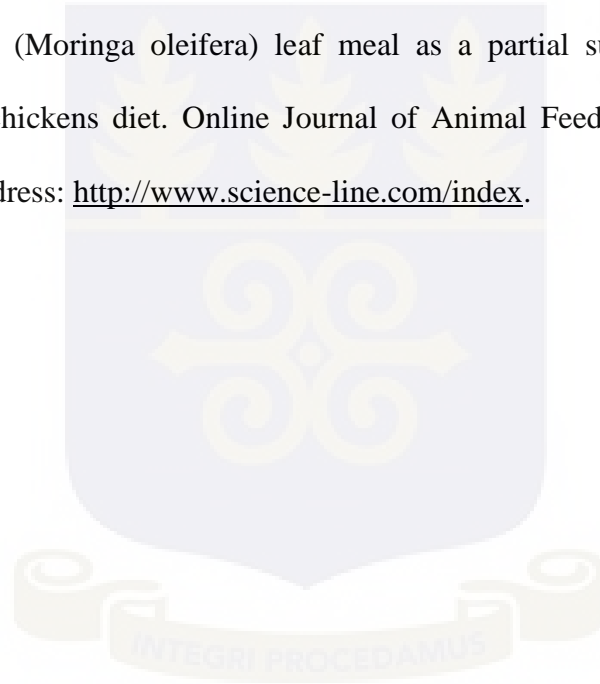 (Moringa oleifera) leaf meal as a partial su
hickens diet. Online Journal of Animal Feed
dress: http://www.science-line.com/index.
INTEGRI PROCEDAMUS